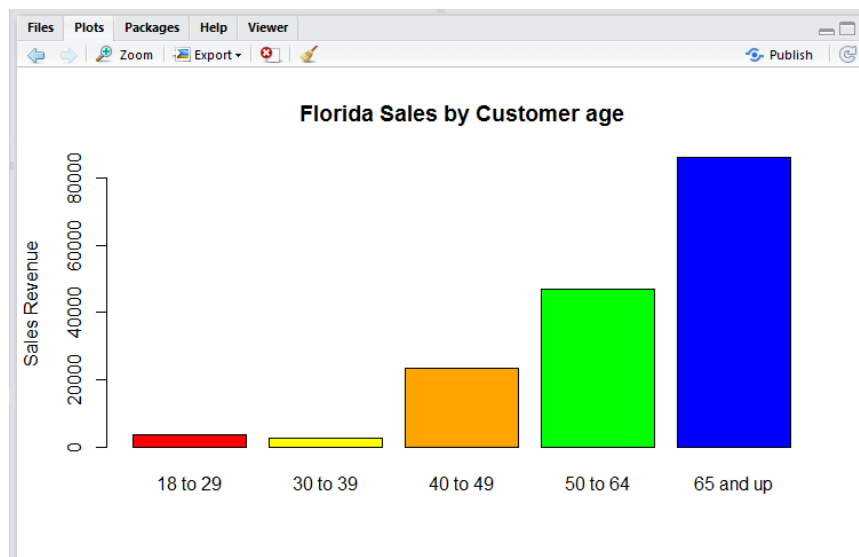 Files Plots Packages Help Viewer
Zoom Export Publish
Florida Sales by Customer age
Sales Revenue
80000
60000
40000
20000
0
18 to 29 30 to 39 40 to 49 50 to 64 65 and up